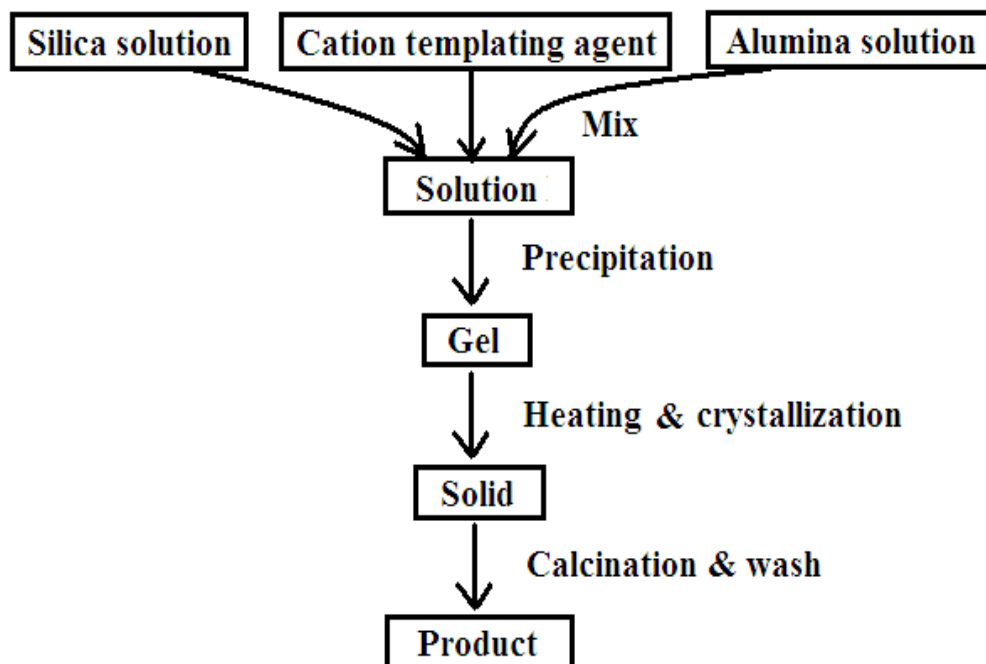 Silica solution
Cation templating agent
Alumina solution
Mix
Solution
Precipitation
Gel
Heating & crystallization
Solid
Calcination & wash
Product